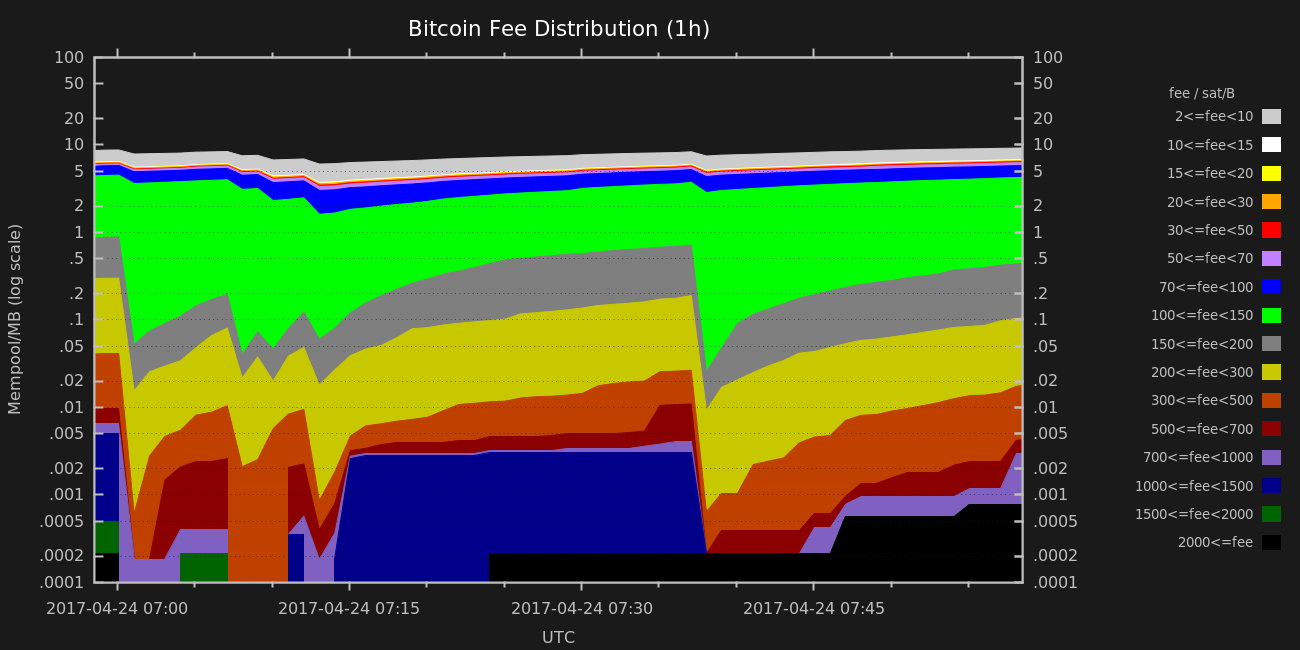 Bitcoin Fee Distribution (1h)
Mempool/MB (log scale)
100
50
20
10
5
2
1
.5
.2
.1
.05
.02
.01
.005
.002
.001
.0005
.0002
.0001
100
50
20
10
5
2
1
.5
.2
.1
.05
.02
.01
.005
.002
.001
.0005
.0002
.0001
2017-04-24 07:00 2017-04-24 07:15 2017-04-24 07:30 2017-04-24 07:45
UTC
fee / sat/B
2<=fee<10
10<=fee<15
15<=fee<20
20<=fee<30
30<=fee<50
50<=fee<70
70<=fee<100
100<=fee<150
150<=fee<200
200<=fee<300
300<=fee<500
500<=fee<700
700<=fee<1000
1000<=fee<1500
1500<=fee<2000
2000<=fee